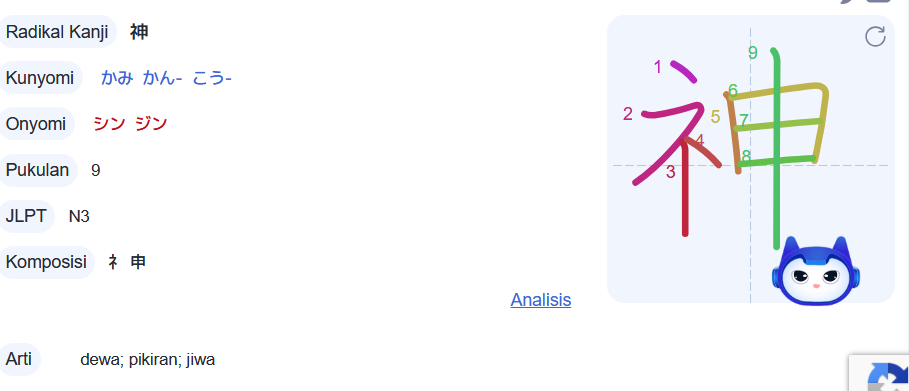 Radikal Kanji 神
Kunyomi かみ かん- こう-
Onyomi シン ジン
Pukulan 9
JLPT N3
Komposisi 礻 申
Analisis
Arti dewa; pikiran; jiwa
神
1
2
3
4
5
6
7
8
9